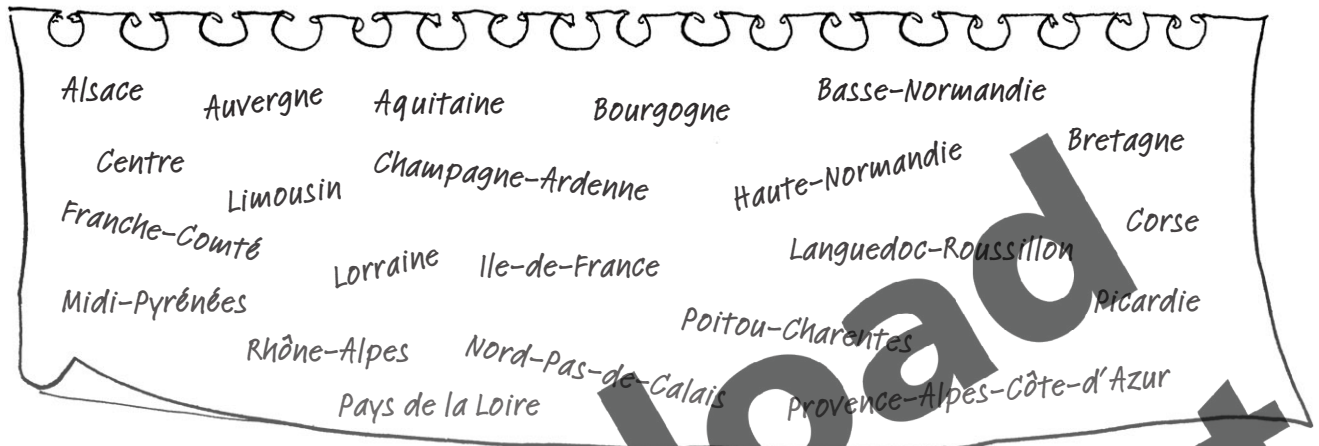 Alsace
Auvergne
Aquitaine
Bourgogne
Basse-Normandie
Centre
Limousin
Champagne-Ardenne
Haute-Normandie
Bretagne
Franche-Comté
Lorraine
Ile-de-France
Languedoc-Roussillon
Corse
Midi-Pyrénées
Rhône-Alpes
Nord-Pas-de-Calais
Poitou-Charentes
Picardie
Pays de la Loire
Provence-Alpes-Côte-d'Azur
load